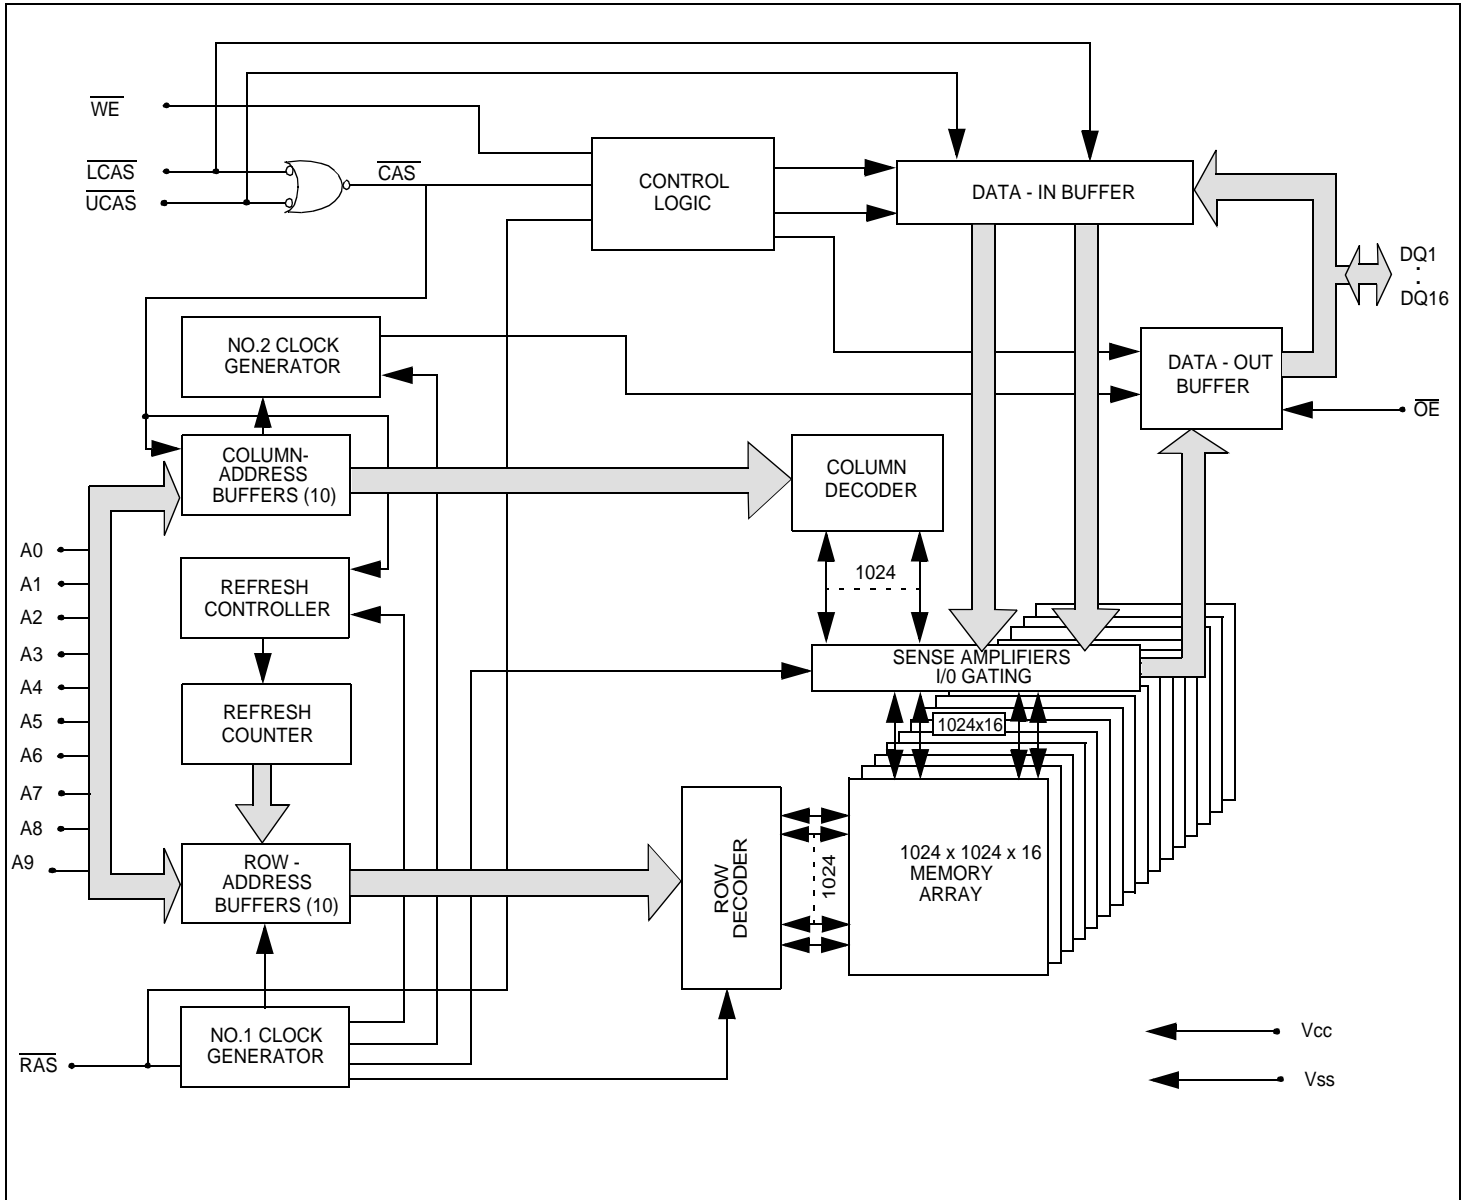 WE
LCAS
UCAS
CAS
CONTROL
LOGIC
DATA - IN BUFFER
DQ1
.
.
DQ16
NO.2 CLOCK
GENERATOR
DATA - OUT
BUFFER
OE
COLUMN-
ADDRESS
BUFFERS (10)
COLUMN
DECODER
A0
A1
A2
A3
A4
A5
A6
A7
A8
A9
REFRESH
CONTROLLER
1024
SENSE AMPLIFIERS
I/0 GATING
REFRESH
COUNTER
1024x16
ROW -
ADDRESS
BUFFERS (10)
ROW
DECODER
1024
1024 x 1024 x 16
MEMORY
ARRAY
NO.1 CLOCK
GENERATOR
RAS
Vcc
Vss